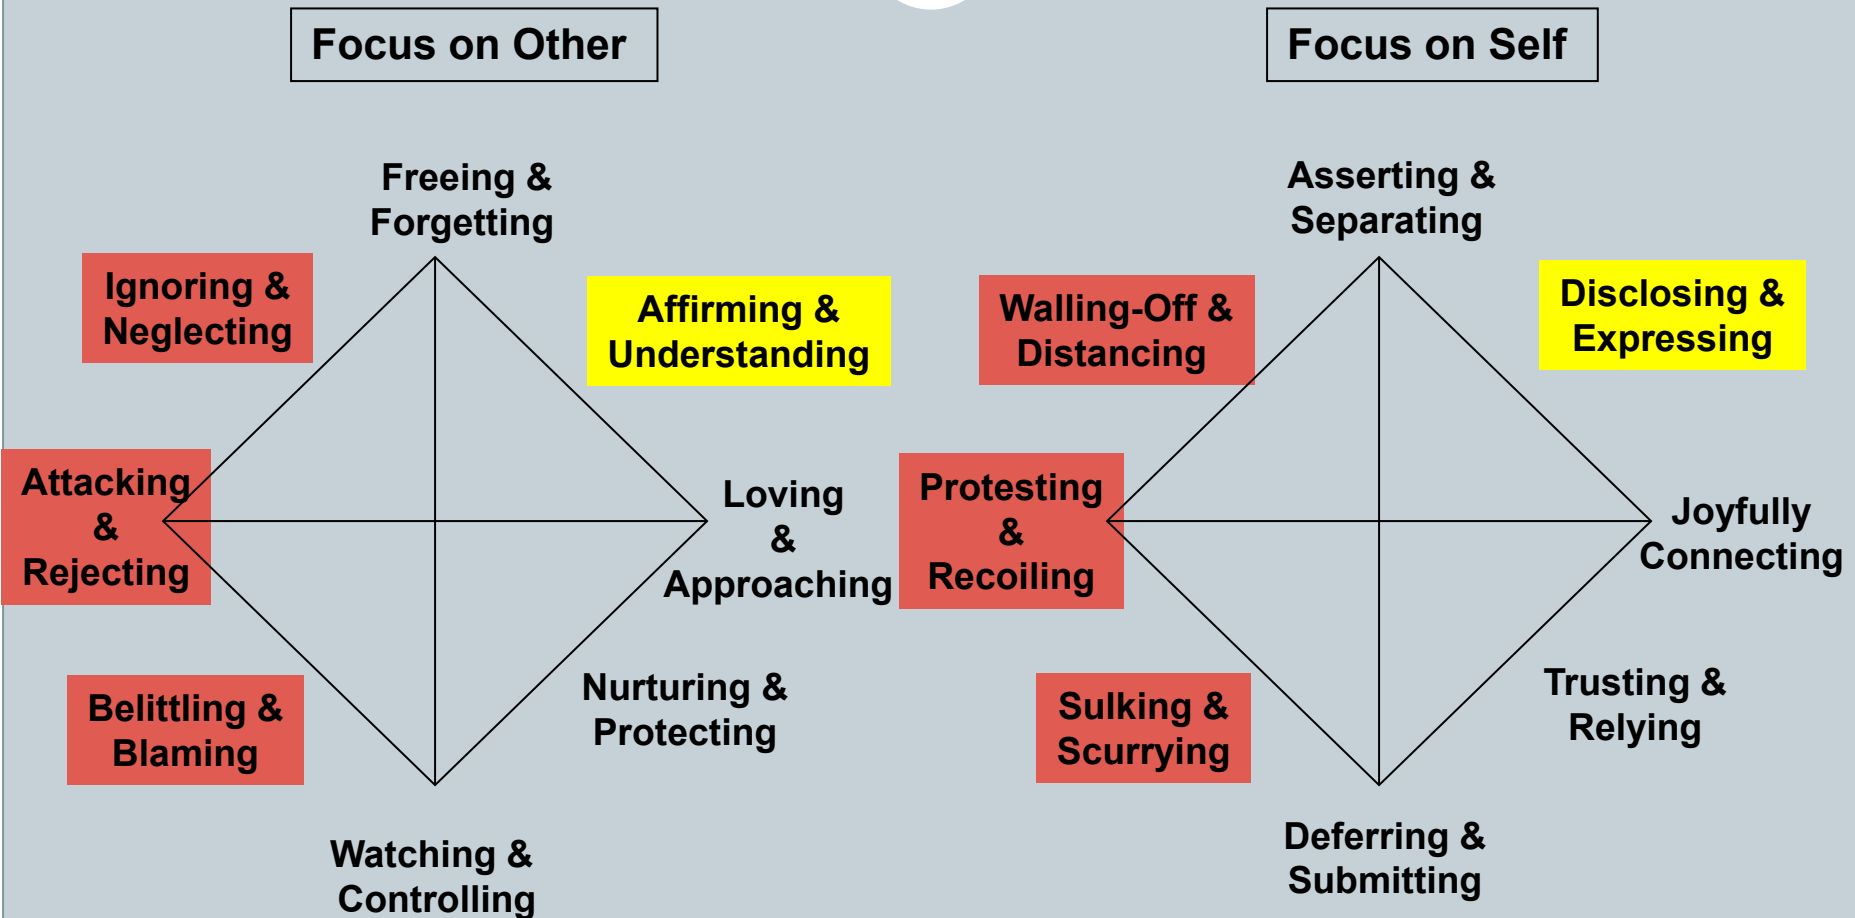 Focus on Other
Freeing &
Forgetting
Ignoring &
Neglecting
Affirming &
Understanding
Attacking
&
Rejecting
Loving
&
Approaching
Belittling &
Blaming
Nurturing &
Protecting
Watching &
Controlling
Focus on Self
Asserting &
Separating
Walling-Off &
Distancing
Disclosing &
Expressing
Protesting
&
Recoiling
Joyfully
Connecting
Sulking &
Scurrying
Trusting &
Relying
Deferring &
Submitting